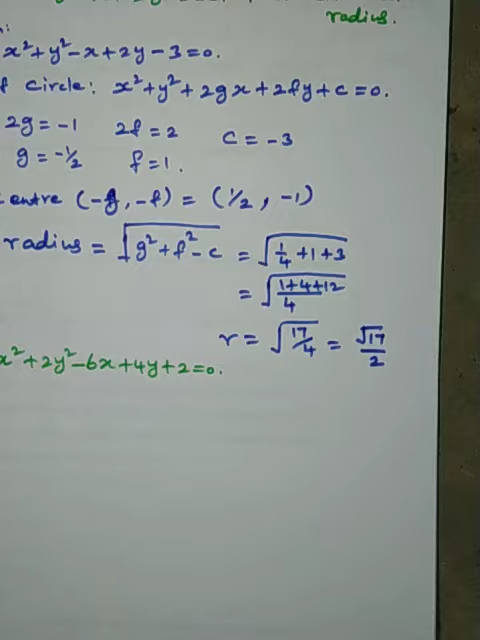 radius.
x²+y²-x+2y-3=0.
f circle: x²+y²+2gx+2fy+c=0.
2g=-1 2f=2 c=-3
g=-½ f=1.
entre (-g,-f) = (½, -1)
radius = √(g²+f²-c) = √(1/4+1+3)
= √((1+4+12)/4)
r = √(17/4) = √17/2
x²+2y²-6x+4y+2=0.